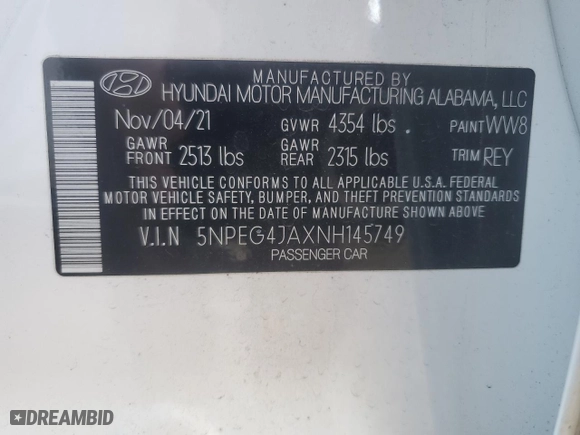 MANUFACTURED BY
HYUNDAI MOTOR MANUFACTURING ALABAMA, LLC
Nov/04/21 GVWR 4354 lbs. PAINT WW8
GAWR FRONT 2513 lbs GAWR REAR 2315 lbs TRIM REY
THIS VEHICLE CONFORMS TO ALL APPLICABLE U.S.A. FEDERAL
MOTOR VEHICLE SAFETY, BUMPER, AND THEFT PREVENTION STANDARDS
IN EFFECT ON THE DATE OF MANUFACTURE SHOWN ABOVE.
V.I.N 5NPEG4JAXNH145749
PASSENGER CAR
DREAMBID